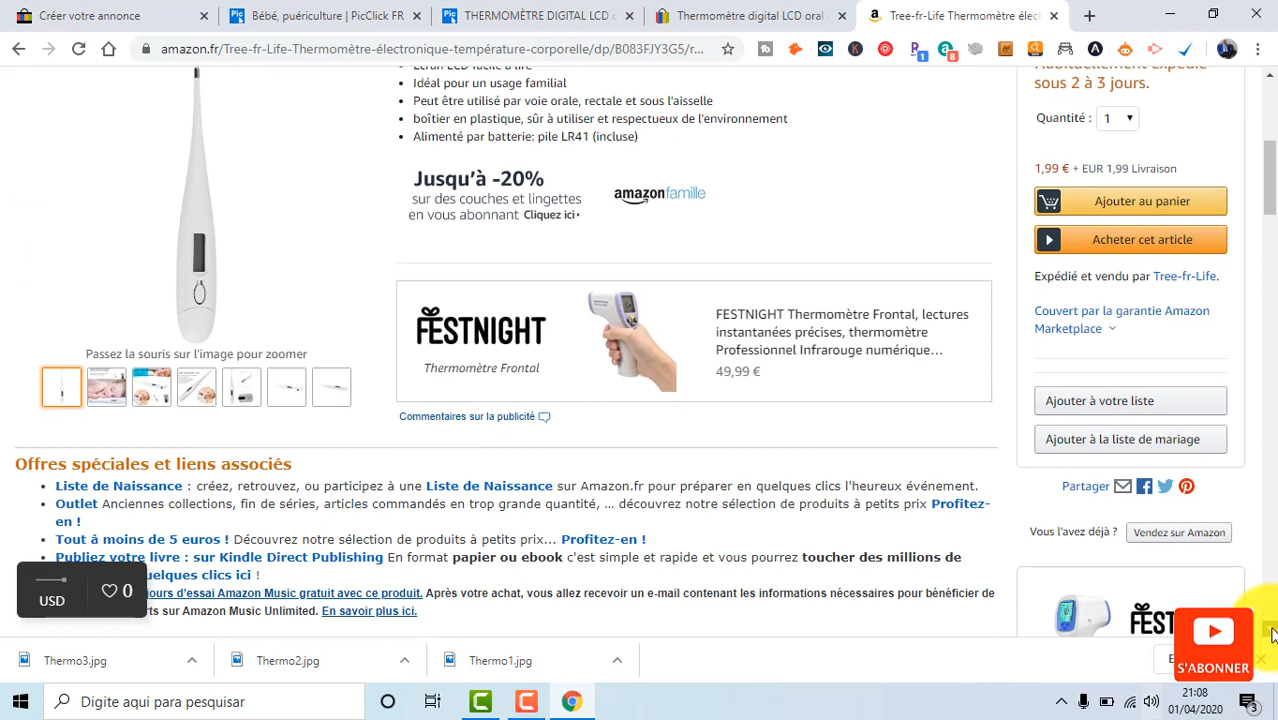 Créer votre annonce
Bébé, puériculture | PicClick FR
THERMOMÈTRE DIGITAL LCD c
Thermomètre digital LCD oral
Tree-fr-Life Thermomètre élect
amazon.fr/Tree-fr-Life-Thermomètre-électronique-température-corporelle/dp/B083FJY3G5/r...
1
8
Écran LCD facile à lire
Idéal pour un usage familial
Peut être utilisé par voie orale, rectale et sous l'aisselle
boîtier en plastique, sûr à utiliser et respectueux de l'environnement
Alimenté par batterie: pile LR41 (incluse)
Jusqu'à -20%
sur des couches et lingettes
en vous abonnant Cliquez ici
amazonfamille
FESTNIGHT
Thermomètre Frontal
FESTNIGHT Thermomètre Frontal, lectures
instantanées précises, thermomètre
Professionnel Infrarouge numérique...
49,99 €
Passez la souris sur l'image pour zoomer
Commentaires sur la publicité
Offres spéciales et liens associés
Liste de Naissance : créez, retrouvez, ou participez à une Liste de Naissance sur Amazon.fr pour préparer en quelques clics l'heureux événement.
Outlet Anciennes collections, fin de séries, articles commandés en trop grande quantité, ... découvrez notre sélection de produits à petits prix Profitez-
en !
Tout à moins de 5 euros ! Découvrez notre sélection de produits à petits prix... Profitez-en !
Publiez votre livre : sur Kindle Direct Publishing En format papier ou ebook c'est simple et rapide et vous pourrez toucher des millions de
quelques clics ici !
jours d'essai Amazon Music gratuit avec ce produit. Après votre achat, vous allez recevoir un e-mail contenant les informations nécessaires pour bénéficier de
sur Amazon Music Unlimited. En savoir plus ici.
USD
0
Habituellement expédié
sous 2 à 3 jours.
Quantité : 1
1,99 € + EUR 1,99 Livraison
Ajouter au panier
Acheter cet article
Expédié et vendu par Tree-fr-Life.
Couvert par la garantie Amazon
Marketplace
Ajouter à votre liste
Ajouter à la liste de mariage
Partager
Vous l'avez déjà ? Vendez sur Amazon
S'ABONNER
Thermo3.jpg
Thermo2.jpg
Thermo1.jpg
Digite aqui para pesquisar
21:08
01/04/2020
3